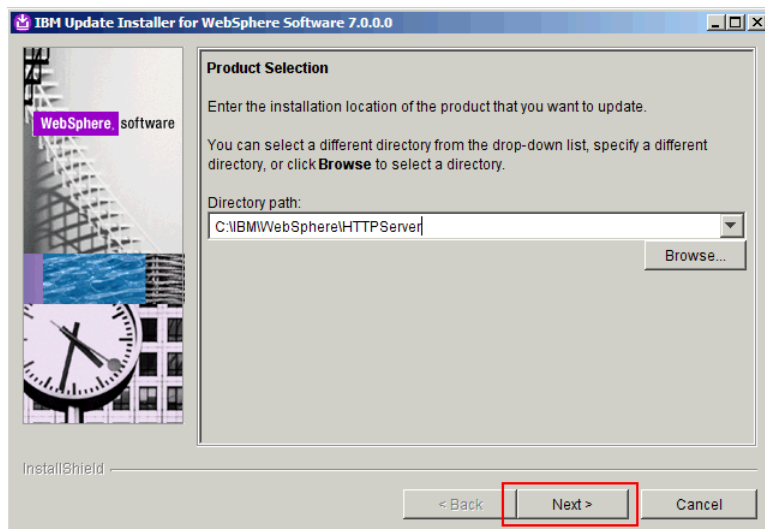 IBM Update Installer for WebSphere Software 7.0.0.0
WebSphere. software
Product Selection
Enter the installation location of the product that you want to update.
You can select a different directory from the drop-down list, specify a different
directory, or click Browse to select a directory.
Directory path:
C:\IBM\WebSphere\HTTPServer
Browse...
InstallShield
< Back
Next >
Cancel